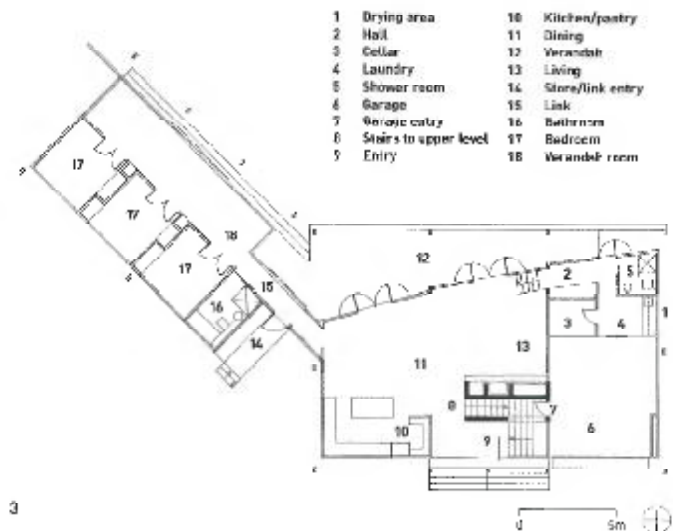 1 Drying area
2 Hall
3 Cellar
4 Laundry
5 Shower room
6 Garage
7 Garage entry
8 Stairs to upper level
9 Entry
10 Kitchen/pantry
11 Dining
12 Verandah
13 Living
14 Store/link entry
15 Link
16 Bathroom
17 Bedroom
18 Verandah room
17
17
18
17
12
15
2
5
16
1
3
4
14
13
11
8
7
10
9
6
3
0 5m